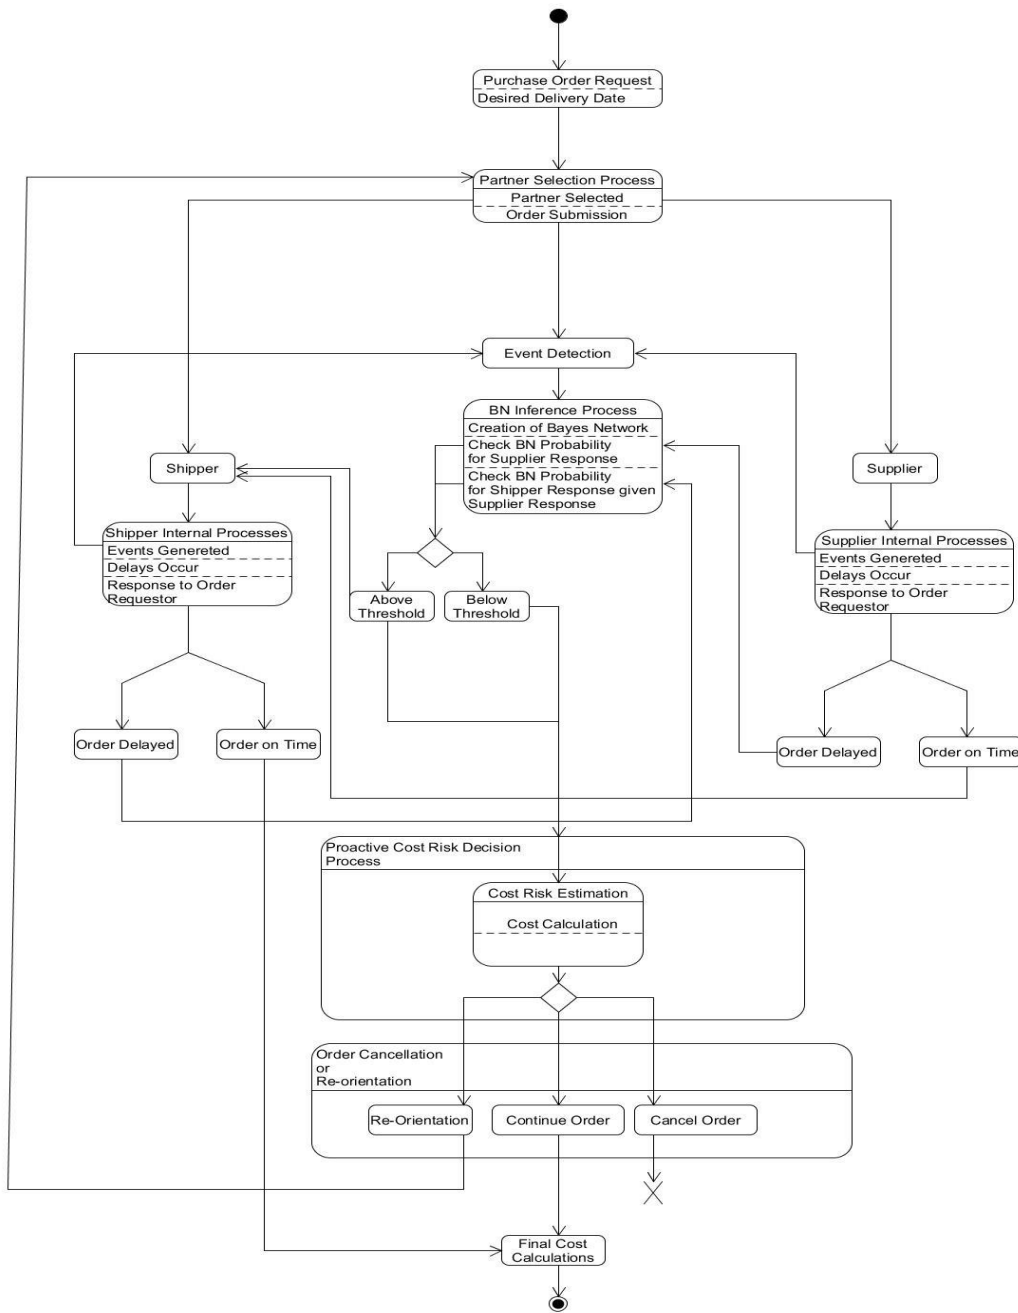 Purchase Order Request
Desired Delivery Date
Partner Selection Process
Partner Selected
Order Submission
Event Detection
BN Inference Process
Creation of Bayes Network
Check BN Probability
for Supplier Response
Check BN Probability
for Shipper Response given
Supplier Response
Shipper
Supplier
Shipper Internal Processes
Events Genereted
Delays Occur
Response to Order
Requestor
Supplier Internal Processes
Events Genereted
Delays Occur
Response to Order
Requestor
Above
Threshold
Below
Threshold
Order Delayed
Order on Time
Order Delayed
Order on Time
Proactive Cost Risk Decision
Process
Cost Risk Estimation
Cost Calculation
Order Cancellation
or
Re-orientation
Re-Orientation
Continue Order
Cancel Order
Final Cost
Calculations